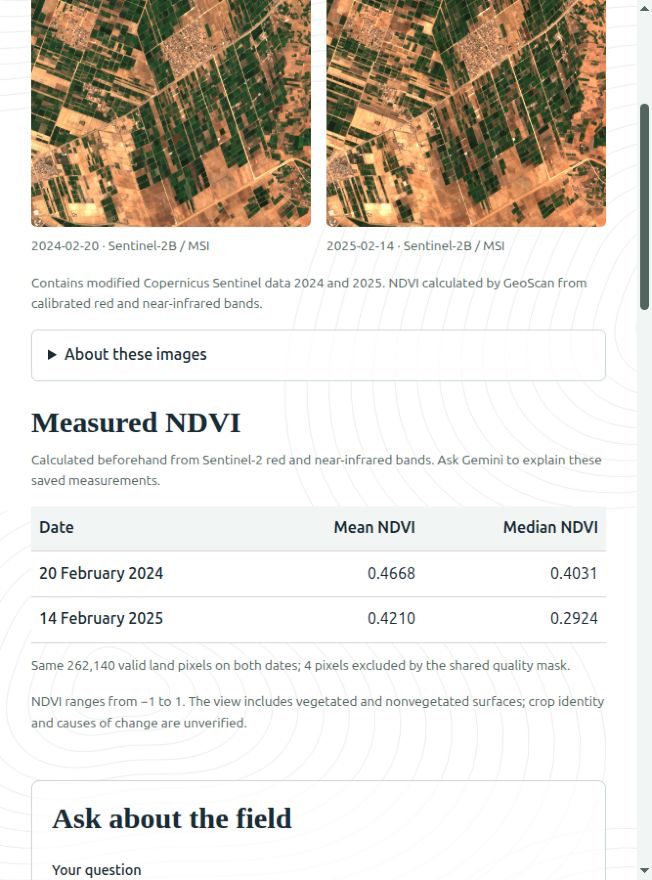 2024-02-20 · Sentinel-2B / MSI
2025-02-14 · Sentinel-2B / MSI
Contains modified Copernicus Sentinel data 2024 and 2025. NDVI calculated by GeoScan from
calibrated red and near-infrared bands.
▶ About these images
Measured NDVI
Calculated beforehand from Sentinel-2 red and near-infrared bands. Ask Gemini to explain these
saved measurements.
Date Mean NDVI Median NDVI
20 February 2024 0.4668 0.4031
14 February 2025 0.4210 0.2924
Same 262,140 valid land pixels on both dates; 4 pixels excluded by the shared quality mask.
NDVI ranges from −1 to 1. The view includes vegetated and nonvegetated surfaces; crop identity
and causes of change are unverified.
Ask about the field
Your question